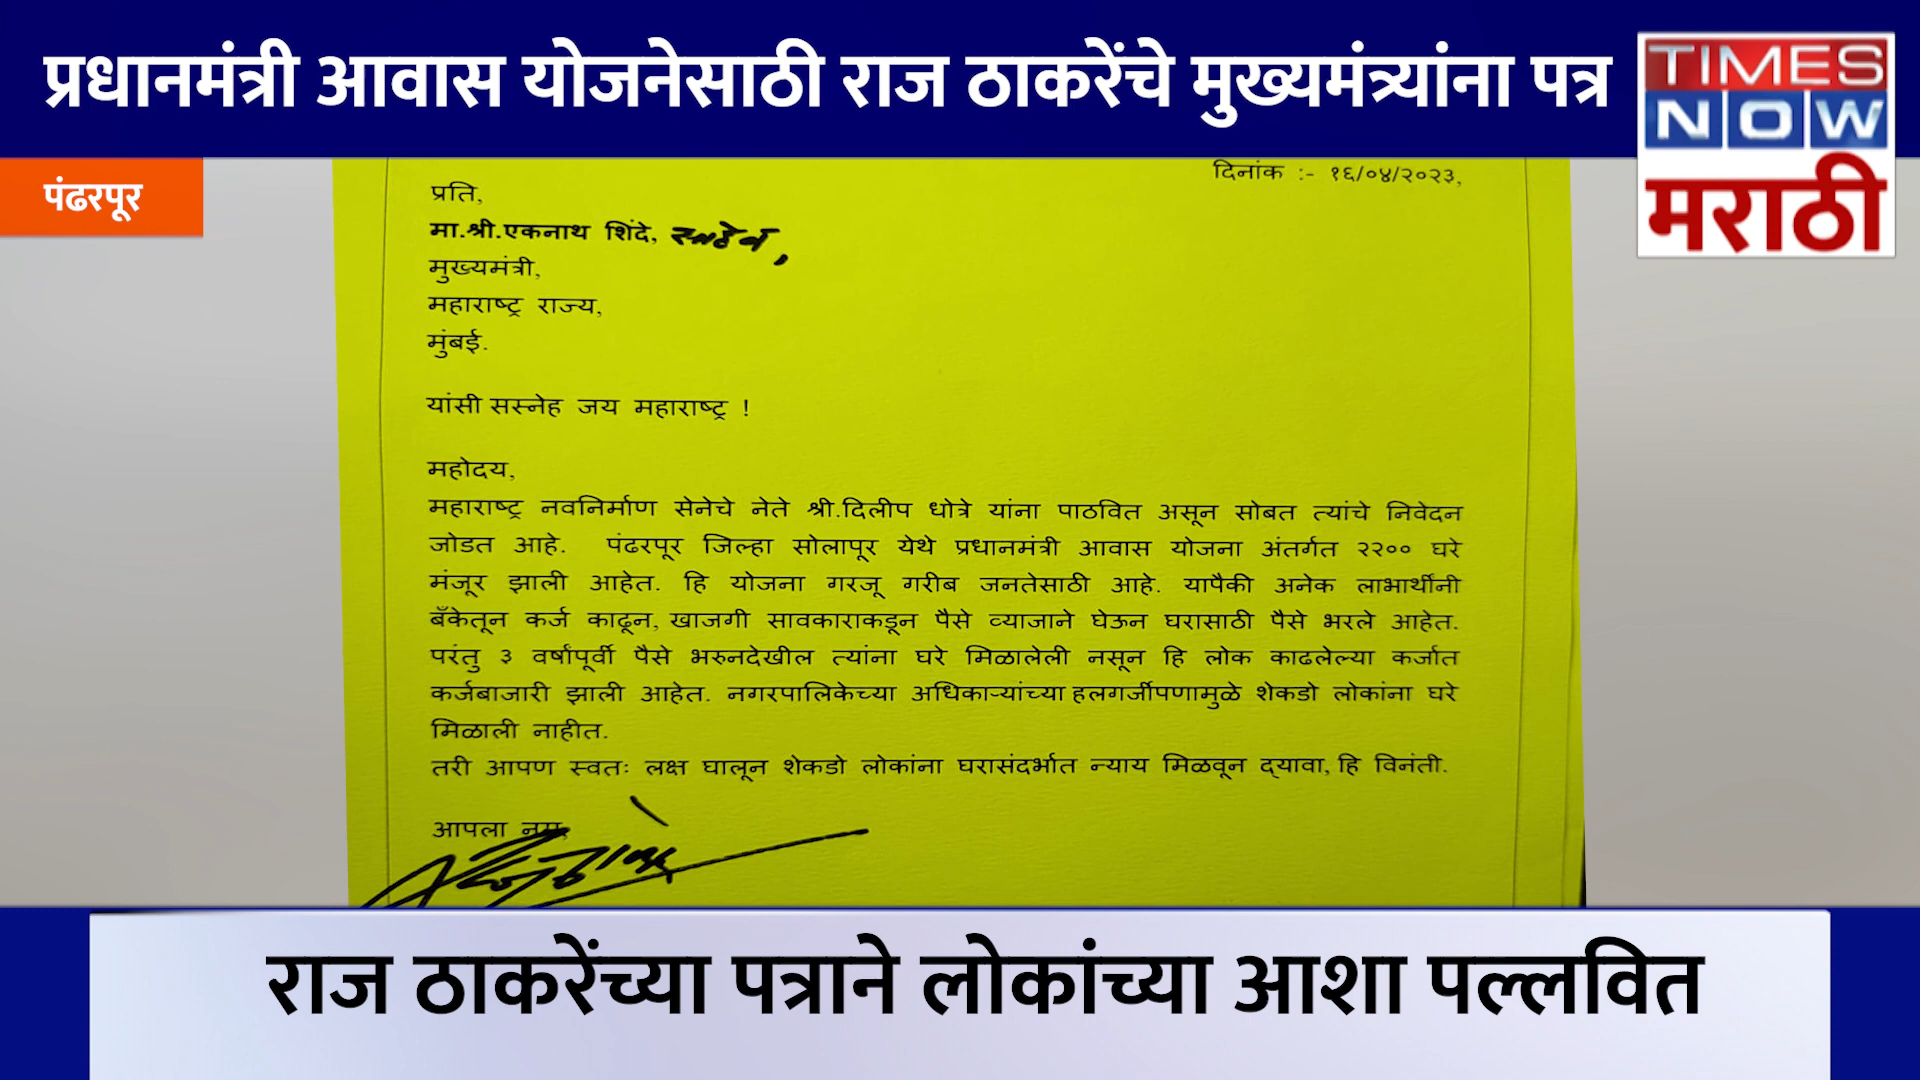 प्रधानमंत्री आवास योजनेसाठी राज ठाकरेंचे मुख्यमंत्र्यांना पत्र
TIMES
NOW
मराठी
पंढरपूर
दिनांक :- १६/०४/२०२३,
प्रति,
मा.श्री.एकनाथ शिंदे, साहेब,
मुख्यमंत्री,
महाराष्ट्र राज्य,
मुंबई.
यांसी सस्नेह जय महाराष्ट्र !
महोदय,
महाराष्ट्र नवनिर्माण सेनेचे नेते श्री.दिलीप धोत्रे यांना पाठवित असून सोबत त्यांचे निवेदन
जोडत आहे. पंढरपूर जिल्हा सोलापूर येथे प्रधानमंत्री आवास योजना अंतर्गत २२०० घरे
मंजूर झाली आहेत. हि योजना गरजू गरीब जनतेसाठी आहे. यापैकी अनेक लाभार्थींनी
बँकेतून कर्ज काढून, खाजगी सावकाराकडून पैसे व्याजाने घेऊन घरासाठी पैसे भरले आहेत.
परंतु ३ वर्षांपूर्वी पैसे भरुनदेखील त्यांना घरे मिळालेली नसून हि लोक काढलेल्या कर्जात
कर्जबाजारी झाली आहेत. नगरपालिकेच्या अधिकाऱ्यांच्या हलगर्जीपणामुळे शेकडो लोकांना घरे
मिळाली नाहीत.
तरी आपण स्वतः लक्ष घालून शेकडो लोकांना घरासंदर्भात न्याय मिळवून द्यावा, हि विनंती.
आपला नम्र,
राज ठाकरेंच्या पत्राने लोकांच्या आशा पल्लवित